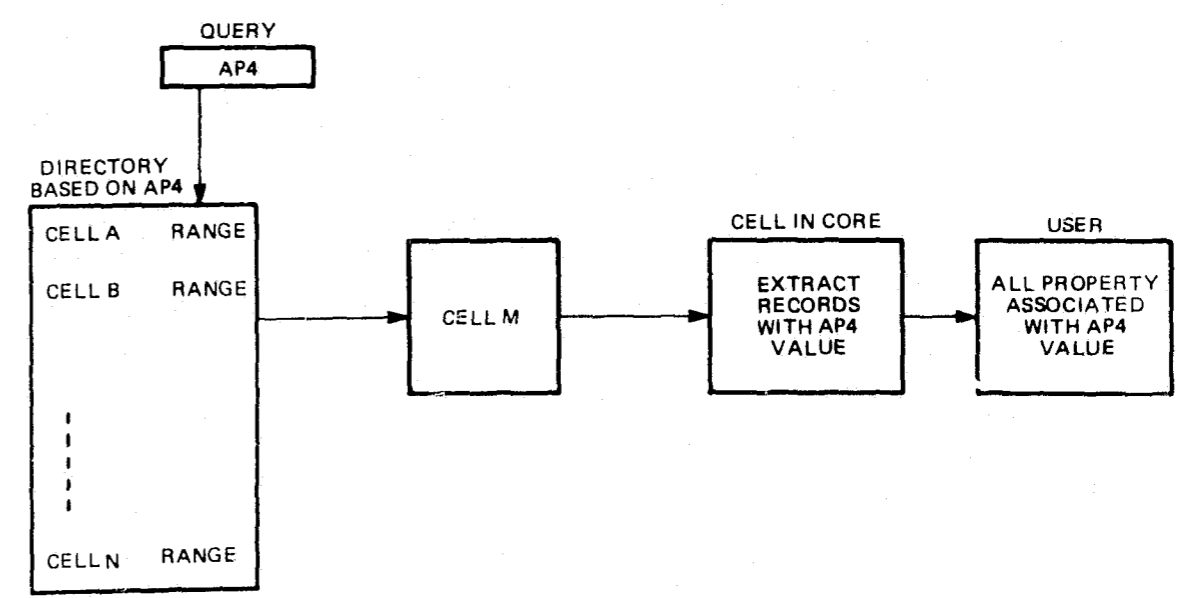 QUERY
AP4
DIRECTORY
BASED ON AP4
CELL A RANGE
CELL B RANGE
CELL N RANGE
CELL M
CELL IN CORE
EXTRACT
RECORDS
WITH AP4
VALUE
USER
ALL PROPERTY
ASSOCIATED
WITH AP4
VALUE